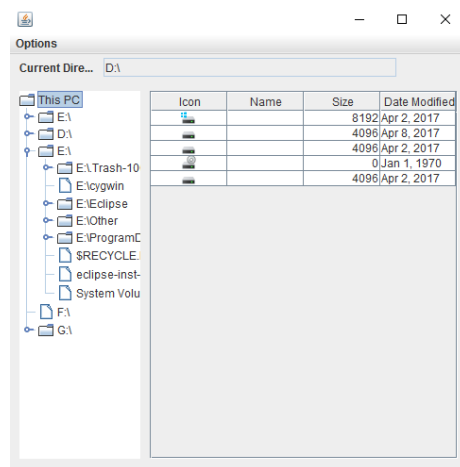 Options
Current Dire... D:\
This PC
E:\
D:\
E:\
E:\.Trash-10
E:\cygwin
E:\Eclipse
E:\Other
E:\ProgramD
$RECYCLE.
eclipse-inst-
System Volu
F:\
G:\
Icon Name Size Date Modified
8192 Apr 2, 2017
4096 Apr 8, 2017
4096 Apr 2, 2017
0 Jan 1, 1970
4096 Apr 2, 2017